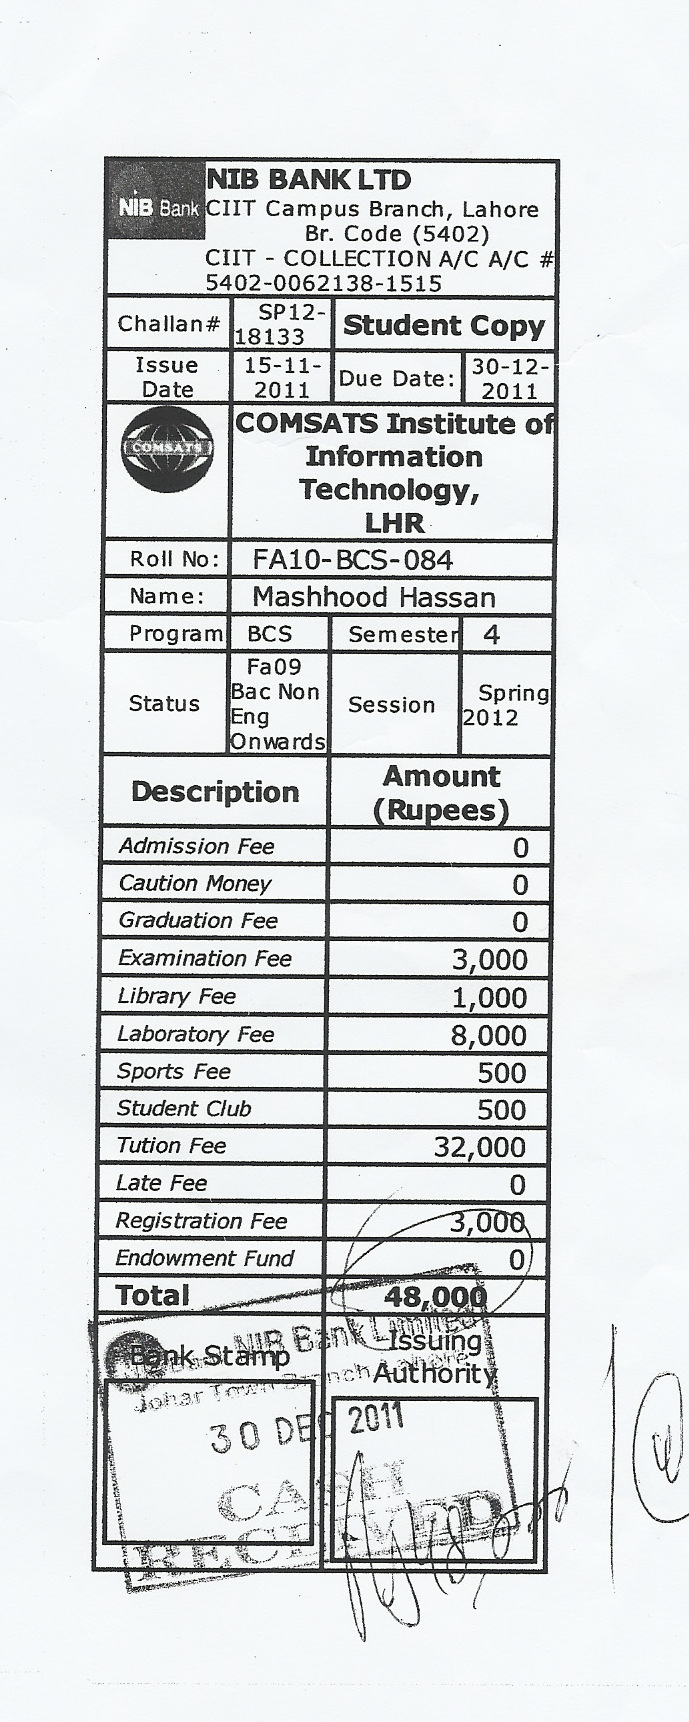 NIB BANK LTD
NIB Bank
CIIT Campus Branch, Lahore
Br. Code (5402)
CIIT - COLLECTION A/C A/C #
5402-0062138-1515
Challan# SP12-18133 Student Copy
Issue Date 15-11-2011 Due Date: 30-12-2011
COMSATS
COMSATS Institute of
Information
Technology,
LHR
Roll No: FA10-BCS-084
Name: Mashhood Hassan
Program BCS Semester 4
Status Fa09 Bac Non Eng Onwards Session Spring 2012
Description Amount (Rupees)
Admission Fee 0
Caution Money 0
Graduation Fee 0
Examination Fee 3,000
Library Fee 1,000
Laboratory Fee 8,000
Sports Fee 500
Student Club 500
Tution Fee 32,000
Late Fee 0
Registration Fee 3,000
Endowment Fund 0
Total 48,000
Bank Stamp Issuing Authority
NIB Bank Limited
Johar Town Branch Lahore
30 DEC 2011
CASH
RECEIVED